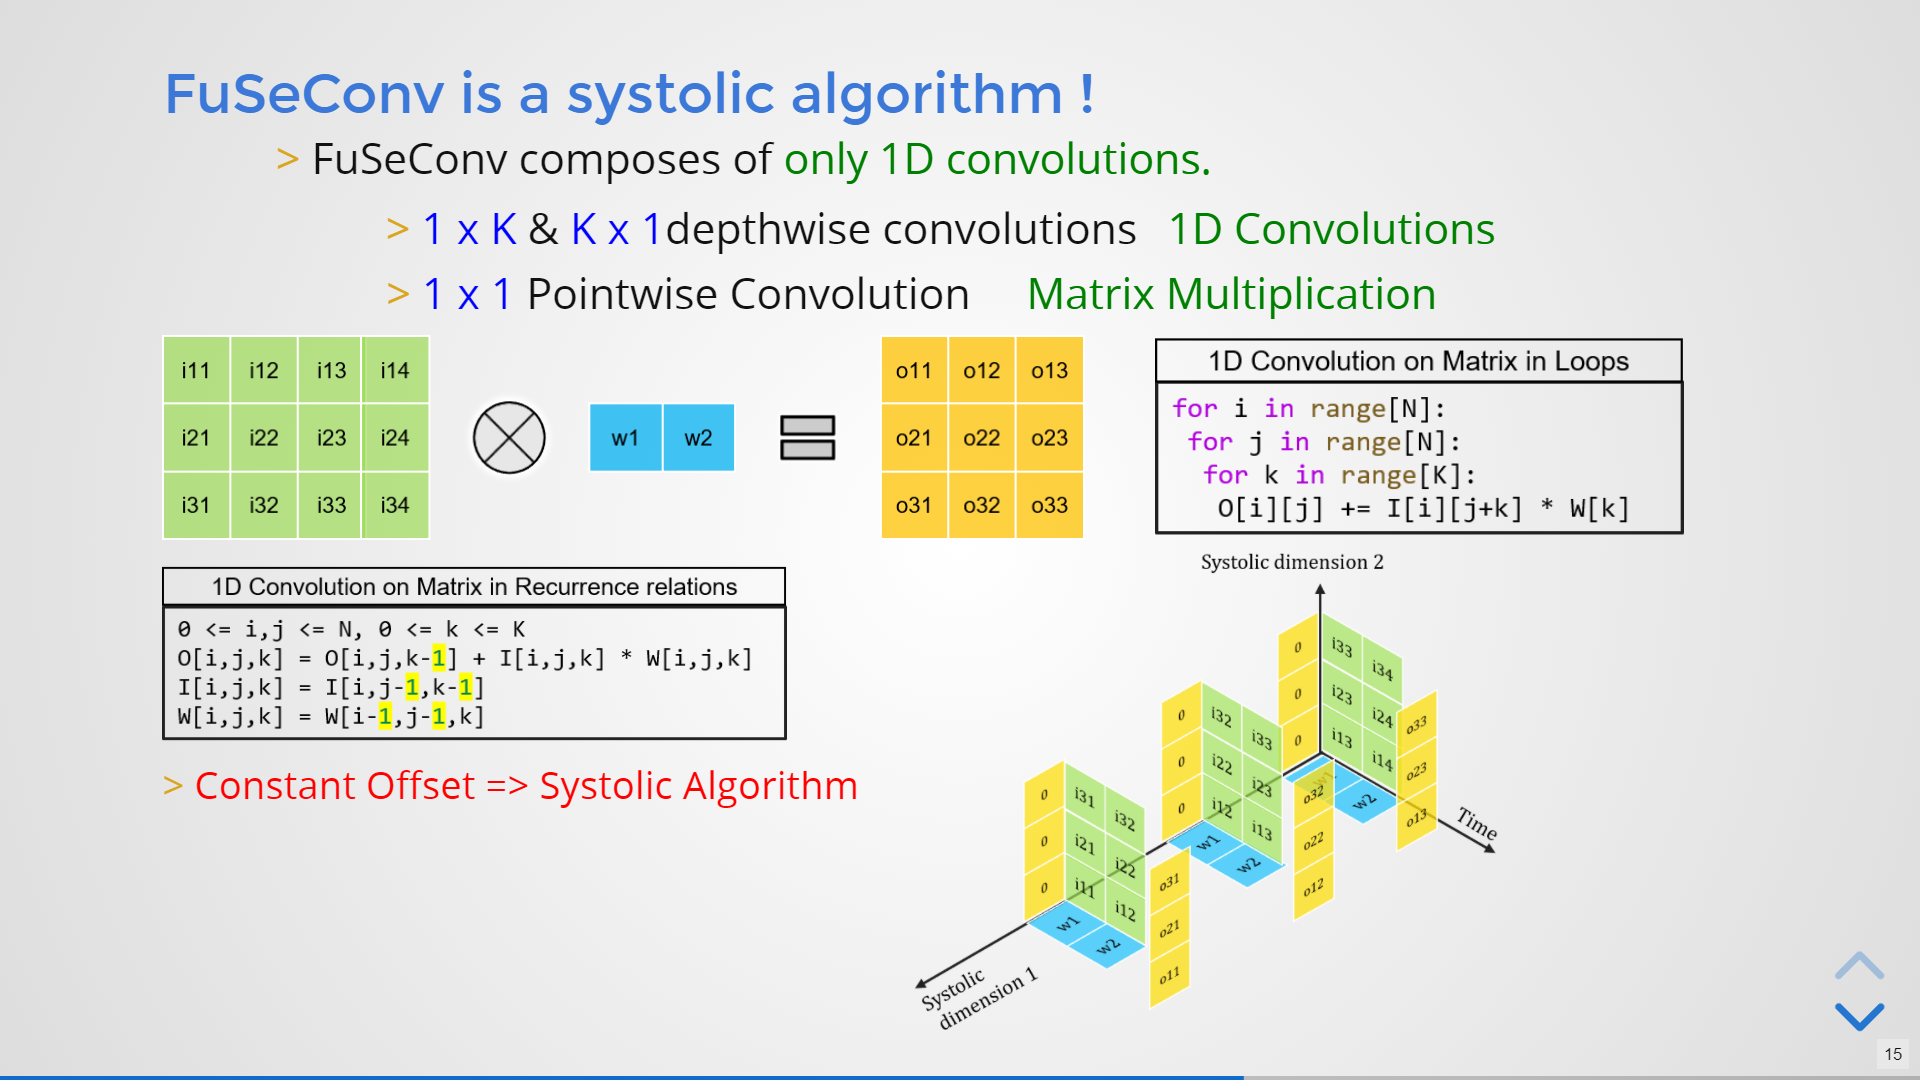 FuSeConv is a systolic algorithm !
> FuSeConv composes of only 1D convolutions.
> 1 x K & K x 1depthwise convolutions 1D Convolutions
> 1 x 1 Pointwise Convolution Matrix Multiplication
i11 i12 i13 i14
i21 i22 i23 i24
i31 i32 i33 i34
w1 w2
o11 o12 o13
o21 o22 o23
o31 o32 o33
1D Convolution on Matrix in Loops
for i in range[N]:
for j in range[N]:
for k in range[K]:
O[i][j] += I[i][j+k] * W[k]
1D Convolution on Matrix in Recurrence relations
0 <= i,j <= N, 0 <= k <= K
O[i,j,k] = O[i,j,k-1] + I[i,j,k] * W[i,j,k]
I[i,j,k] = I[i,j-1,k-1]
W[i,j,k] = W[i-1,j-1,k]
> Constant Offset => Systolic Algorithm
Systolic dimension 2
0 i33 i34
0 i23 i24
0 i13 i14
w1 w2
o33
o23
o13
Time
0 i32 i33
0 i22 i23
0 i12 i13
w1 w2
o32
o22
o12
0 i31 i32
0 i21 i22
0 i11 i12
w1 w2
o31
o21
o11
Systolic
dimension 1
15